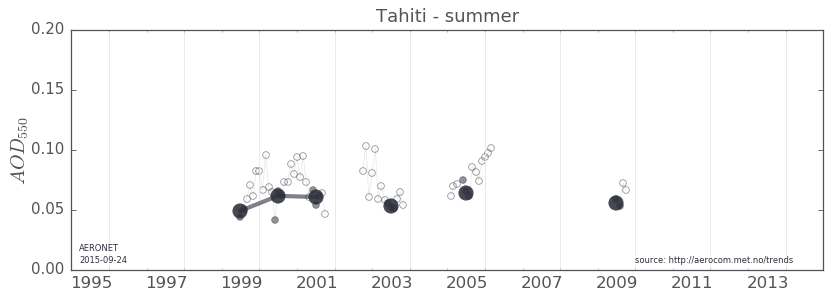 Tahiti - summer
0.20
0.15
0.10
0.05
0.00
AOD550
AERONET
2015-09-24
source: http://aerocom.met.no/trends
1995 1997 1999 2001 2003 2005 2007 2009 2011 2013